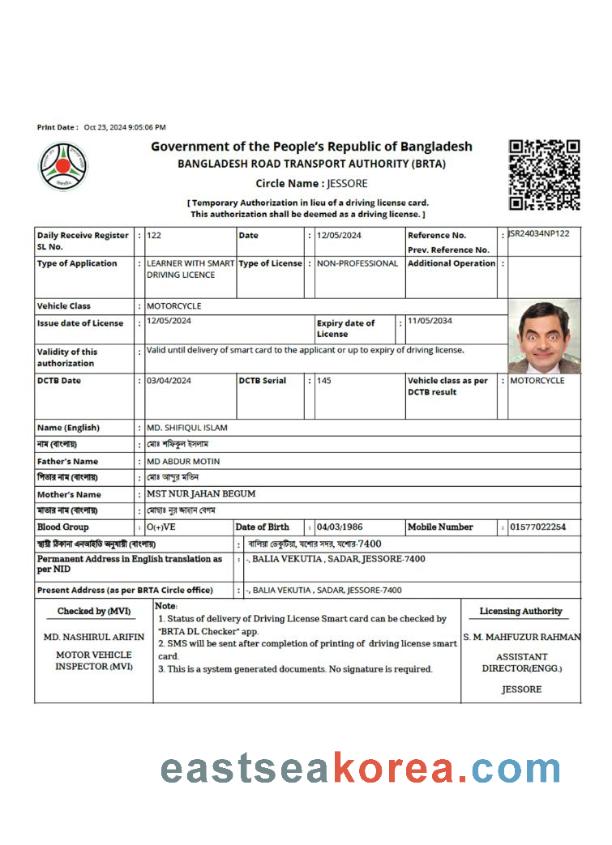 Print Date : Oct 23, 2024 9:05:06 PM
Government of the People's Republic of Bangladesh
BANGLADESH ROAD TRANSPORT AUTHORITY (BRTA)
Circle Name : JESSORE
[ Temporary Authorization in lieu of a driving license card.
This authorization shall be deemed as a driving license. ]
Daily Receive Register SL No. : 122 Date : 12/05/2024 Reference No. : JSR24034NP122
Prev. Reference No.
Type of Application : LEARNER WITH SMART DRIVING LICENCE Type of License : NON-PROFESSIONAL Additional Operation :
Vehicle Class : MOTORCYCLE
Issue date of License : 12/05/2024 Expiry date of License : 11/05/2034
Validity of this authorization : Valid until delivery of smart card to the applicant or up to expiry of driving license.
DCTB Date : 03/04/2024 DCTB Serial : 145 Vehicle class as per DCTB result : MOTORCYCLE
Name (English) : MD. SHIFIQUL ISLAM
নাম (বাংলায়) : মোঃ শফিকুল ইসলাম
Father's Name : MD ABDUR MOTIN
পিতার নাম (বাংলায়) : মোঃ আব্দুর মতিন
Mother's Name : MST NUR JAHAN BEGUM
মাতার নাম (বাংলায়) : মোছাঃ নুর জাহান বেগম
Blood Group : O(+)VE Date of Birth : 04/03/1986 Mobile Number : 01577022254
স্থায়ী ঠিকানা এনআইডি অনুযায়ী (বাংলায়) : বালিয়া ভেকুটিয়া, যশোর সদর, যশোর-7400
Permanent Address in English translation as per NID : -, BALIA VEKUTIA , SADAR, JESSORE-7400
Present Address (as per BRTA Circle office) : -, BALIA VEKUTIA , SADAR, JESSORE-7400
Checked by (MVI)
MD. NASHIRUL ARIFIN
MOTOR VEHICLE
INSPECTOR (MVI)
Note:
1. Status of delivery of Driving License Smart card can be checked by
"BRTA DL Checker" app.
2. SMS will be sent after completion of printing of driving license smart
card.
3. This is a system generated documents. No signature is required.
Licensing Authority
S. M. MAHFUZUR RAHMAN
ASSISTANT
DIRECTOR(ENGG.)
JESSORE
eastseakorea.com